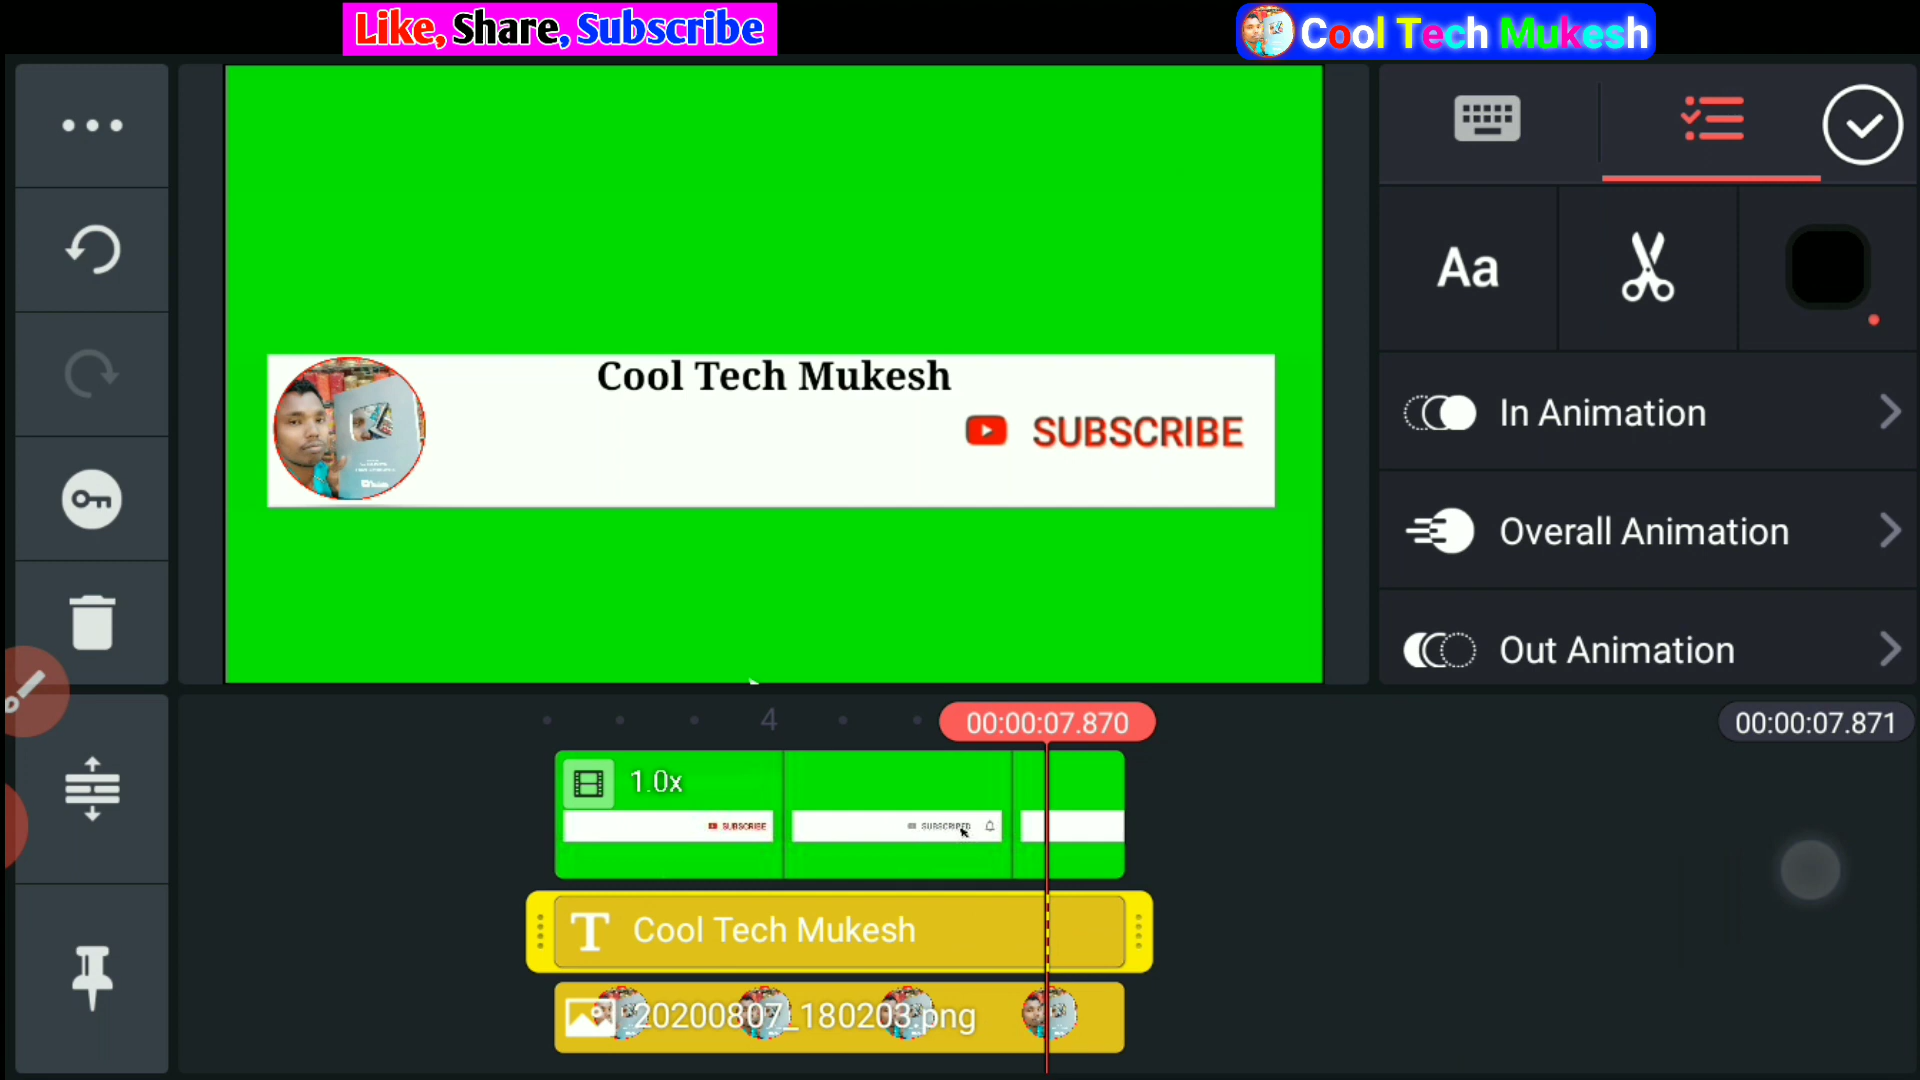 Like, Share, Subscribe
Cool Tech Mukesh
Aa
Cool Tech Mukesh
SUBSCRIBE
In Animation
Overall Animation
Out Animation
4
00:00:07.870
00:00:07.871
1.0x
SUBSCRIBE
SUBSCRIBED
T Cool Tech Mukesh
20200807_180203.png